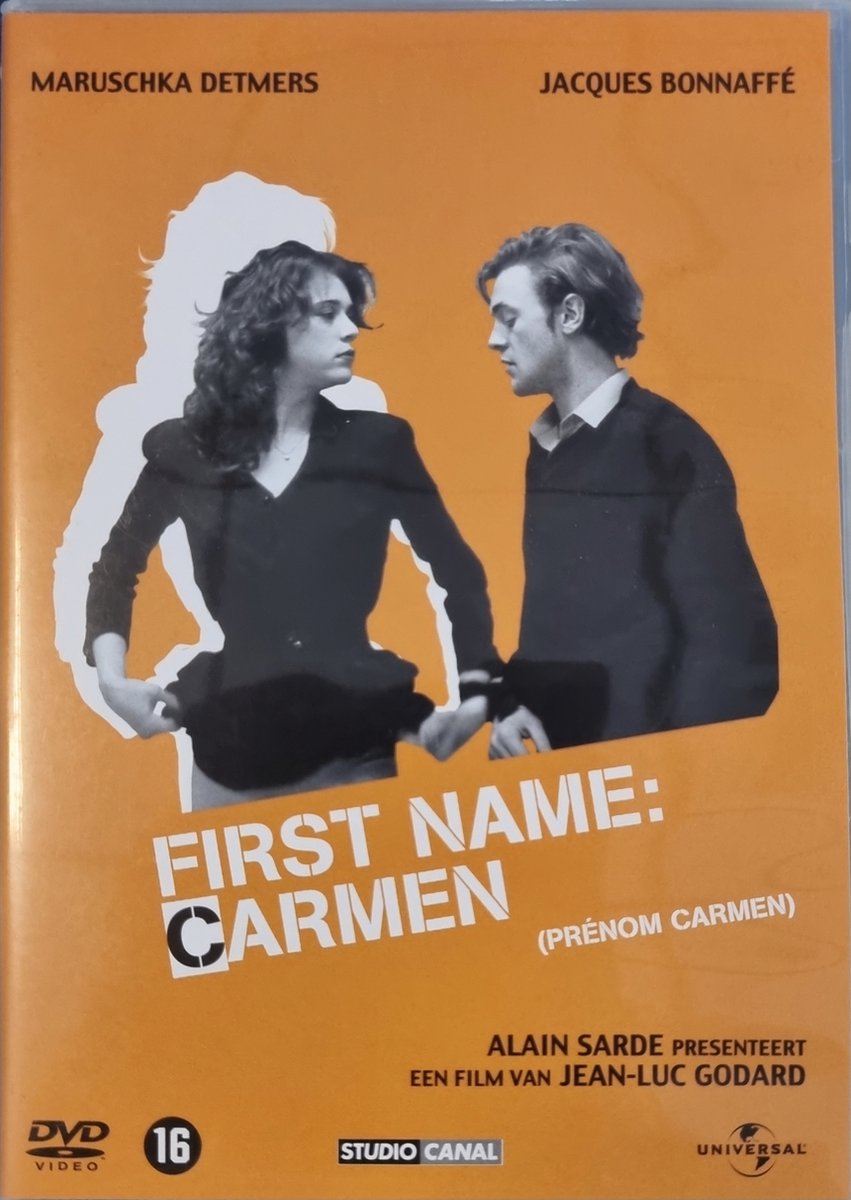 MARUSCHKA DETMERS
JACQUES BONNAFFÉ
FIRST NAME:
CARMEN
(PRÉNOM CARMEN)
ALAIN SARDE PRESENTEERT
EEN FILM VAN JEAN-LUC GODARD
DVD
VIDEO
16
STUDIO CANAL
UNIVERSAL